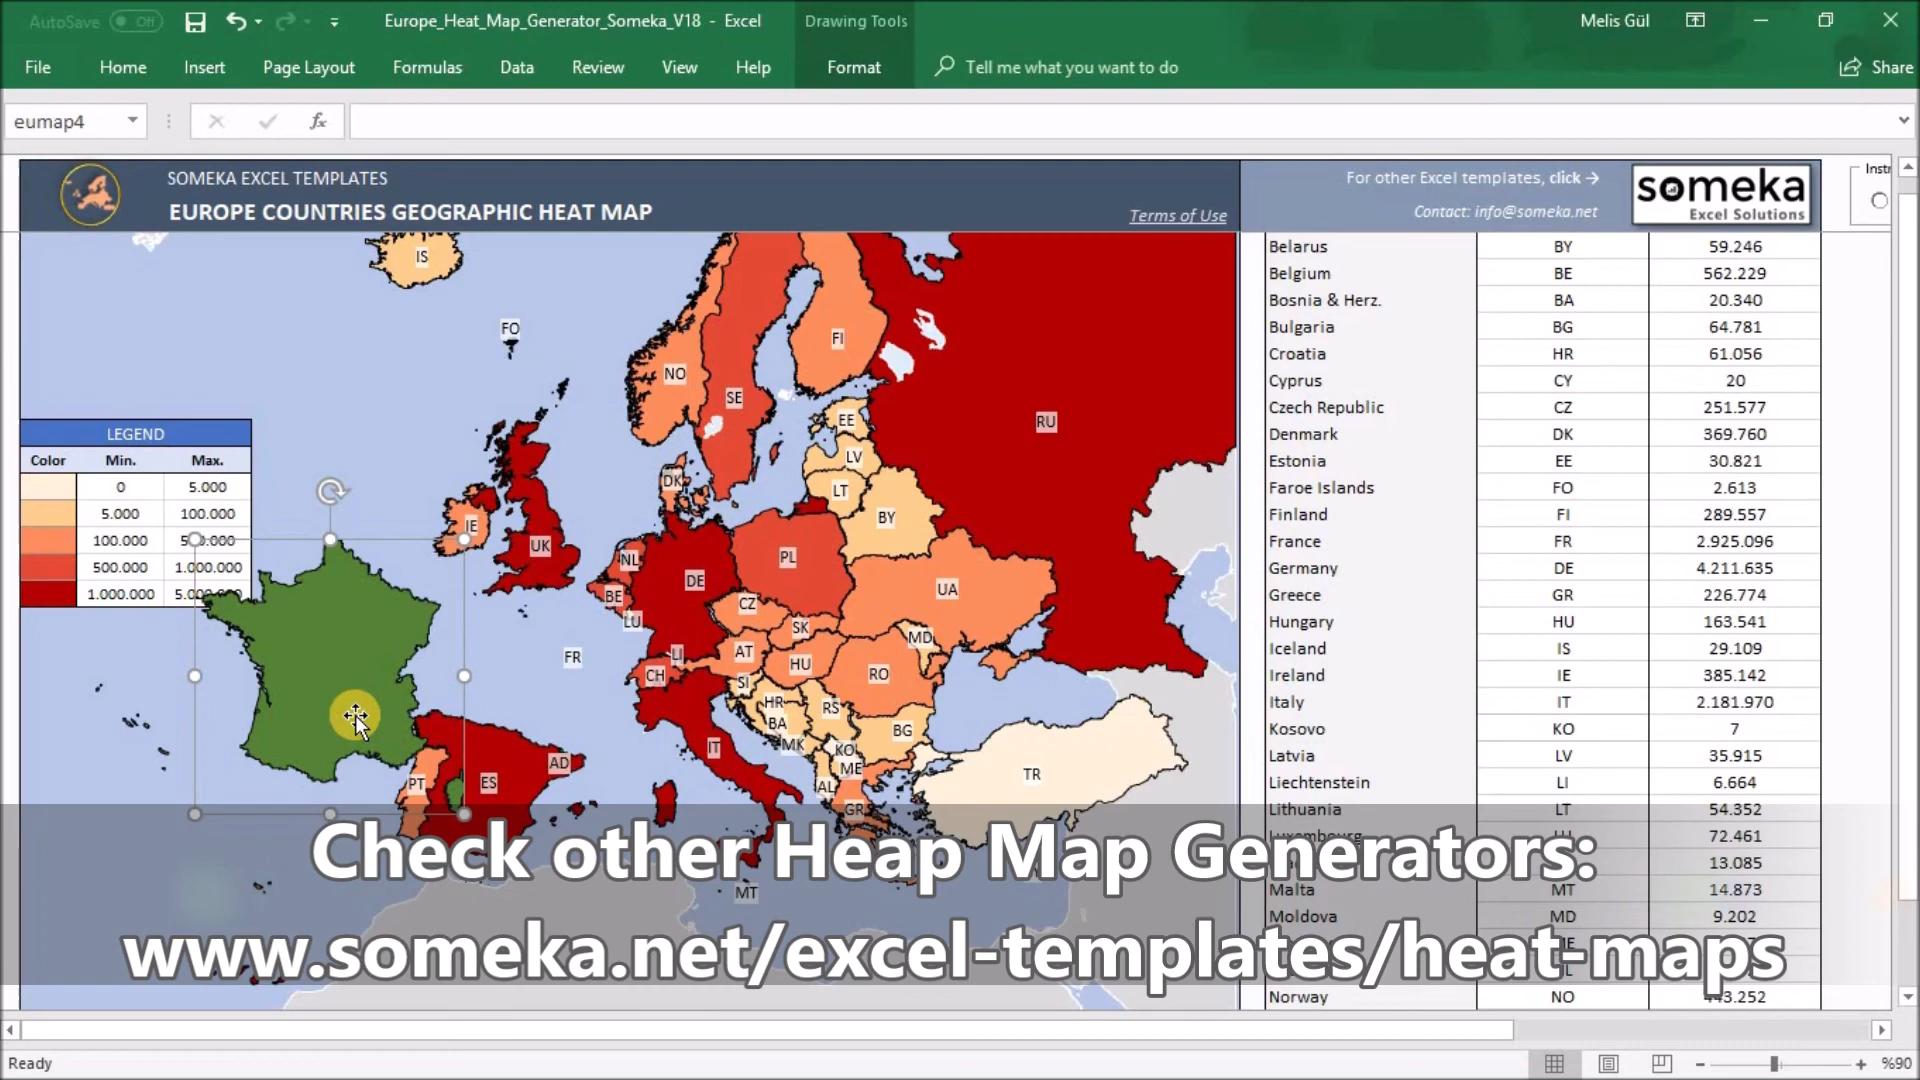 AutoSave Off
Europe_Heat_Map_Generator_Someka_V18 - Excel
Drawing Tools
Melis Gül
File Home Insert Page Layout Formulas Data Review View Help Format Tell me what you want to do Share
eumap4 fx
SOMEKA EXCEL TEMPLATES
EUROPE COUNTRIES GEOGRAPHIC HEAT MAP
Terms of Use
For other Excel templates, click →
Contact: info@someka.net
someka
Excel Solutions
LEGEND
Color Min. Max.
0 5.000
5.000 100.000
100.000
500.000 1.000.000
1.000.000
IS
FO
NO
SE
FI
RU
EE
LV
LT
DK
BY
IE
UK
NL
PL
DE
BE
CZ
UA
LU
SK
MD
FR
LI
AT
HU
RO
CH
SI
HR
RS
BA
BG
MK
KO
IT
AD
ME
TR
PT
ES
AL
GR
MT
Belarus BY 59.246
Belgium BE 562.229
Bosnia & Herz. BA 20.340
Bulgaria BG 64.781
Croatia HR 61.056
Cyprus CY 20
Czech Republic CZ 251.577
Denmark DK 369.760
Estonia EE 30.821
Faroe Islands FO 2.613
Finland FI 289.557
France FR 2.925.096
Germany DE 4.211.635
Greece GR 226.774
Hungary HU 163.541
Iceland IS 29.109
Ireland IE 385.142
Italy IT 2.181.970
Kosovo KO 7
Latvia LV 35.915
Liechtenstein LI 6.664
Lithuania LT 54.352
Luxembourg 72.461
13.085
Malta MT 14.873
Moldova MD 9.202
Norway NO
Check other Heap Map Generators:
www.someka.net/excel-templates/heat-maps
Ready
%90